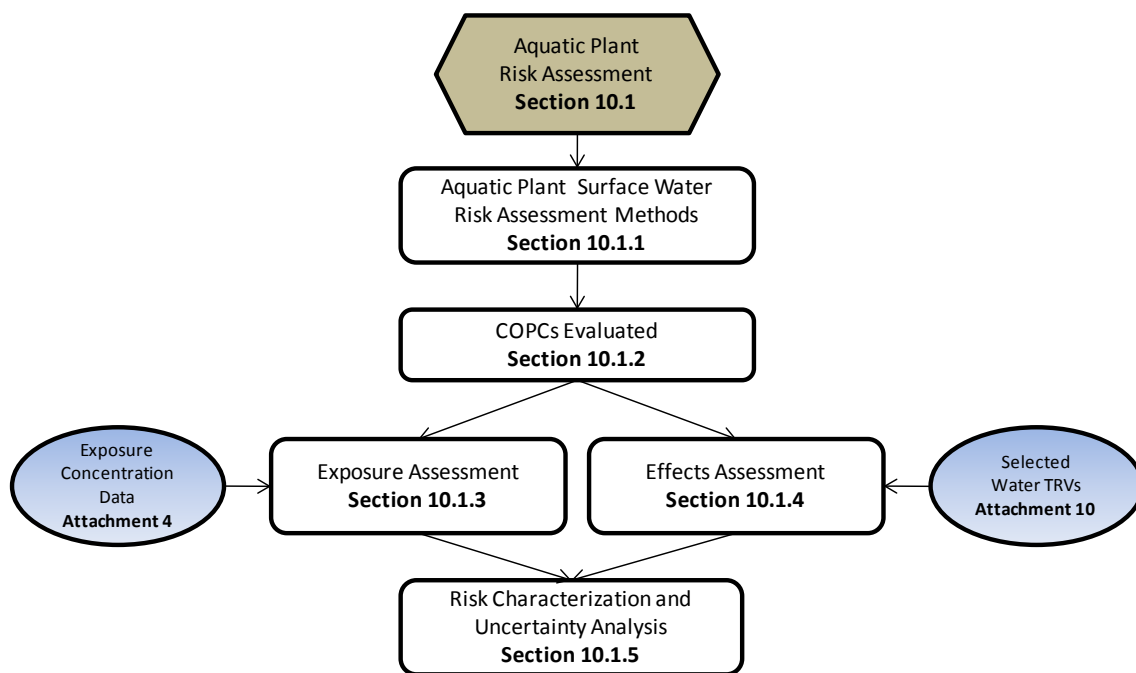 Aquatic Plant
Risk Assessment
Section 10.1
Aquatic Plant Surface Water
Risk Assessment Methods
Section 10.1.1
COPCs Evaluated
Section 10.1.2
Exposure
Concentration
Data
Attachment 4
Exposure Assessment
Section 10.1.3
Effects Assessment
Section 10.1.4
Selected
Water TRVs
Attachment 10
Risk Characterization and
Uncertainty Analysis
Section 10.1.5